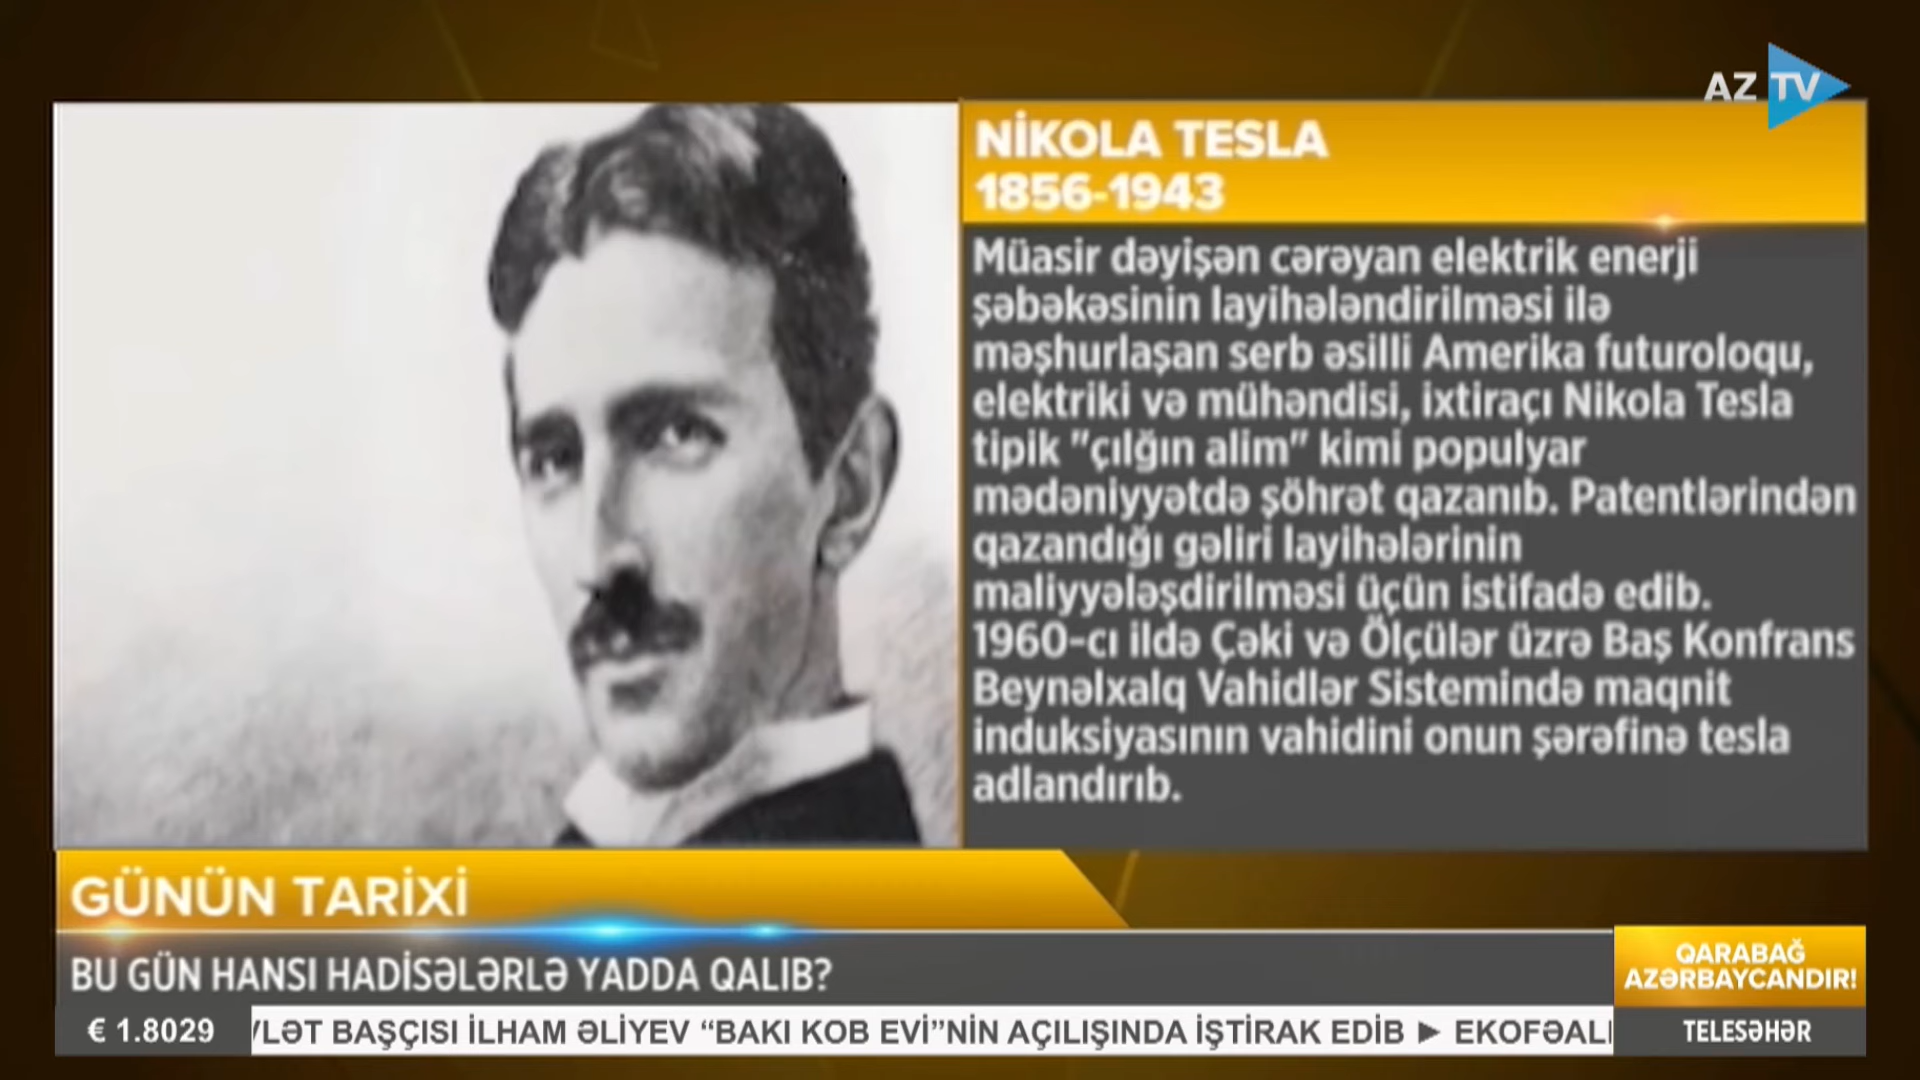 AZ TV
NİKOLA TESLA
1856-1943
Müasir dəyişən cərəyan elektrik enerji
şəbəkəsinin layihələndirilməsi ilə
məşhurlaşan serb əsilli Amerika futuroloqu,
elektriki və mühəndisi, ixtiraçı Nikola Tesla
tipik "çılğın alim" kimi populyar
mədəniyyətdə şöhrət qazanıb. Patentlərindən
qazandığı gəliri layihələrinin
maliyyələşdirilməsi üçün istifadə edib.
1960-cı ildə Çəki və Ölçülər üzrə Baş Konfrans
Beynəlxalq Vahidlər Sistemində maqnit
induksiyasının vahidini onun şərəfinə tesla
adlandırıb.
GÜNÜN TARİXİ
BU GÜN HANSI HADİSƏLƏRLƏ YADDA QALIB?
QARABAĞ
AZƏRBAYCANDIR!
€ 1.8029
VLƏT BAŞÇISI İLHAM ƏLİYEV “BAKI KOB EVİ”NİN AÇILIŞINDA İŞTİRAK EDİB ► EKOFƏAL
TELESƏHƏR